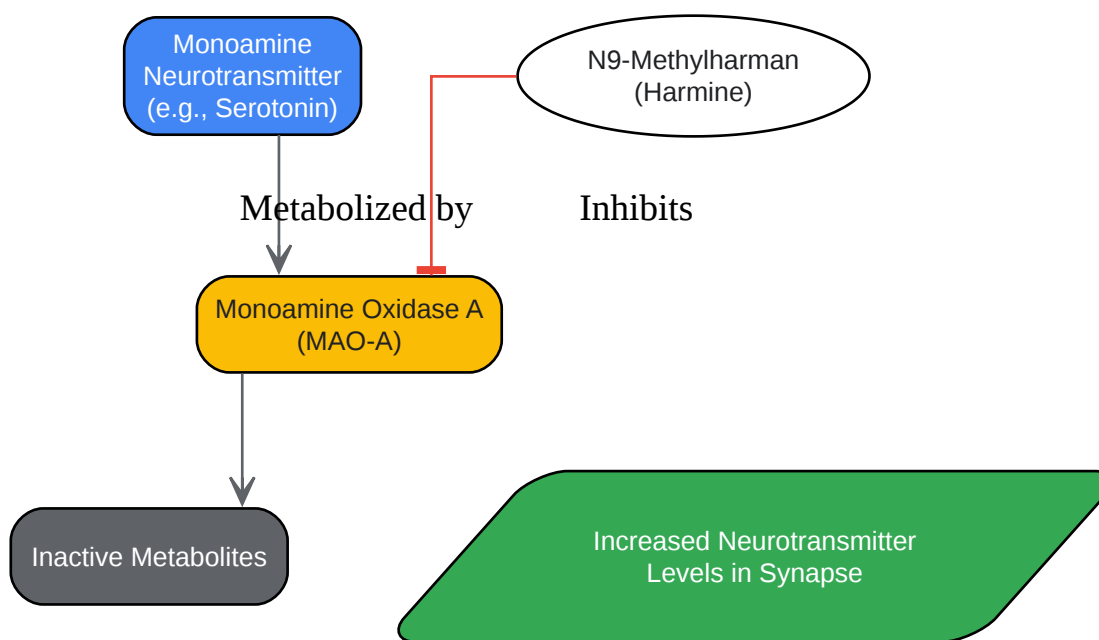 Monoamine
Neurotransmitter
(e.g., Serotonin)
N9-Methylharman
(Harmine)
Metabolized by
Inhibits
Monoamine Oxidase A
(MAO-A)
Inactive Metabolites
Increased Neurotransmitter
Levels in Synapse